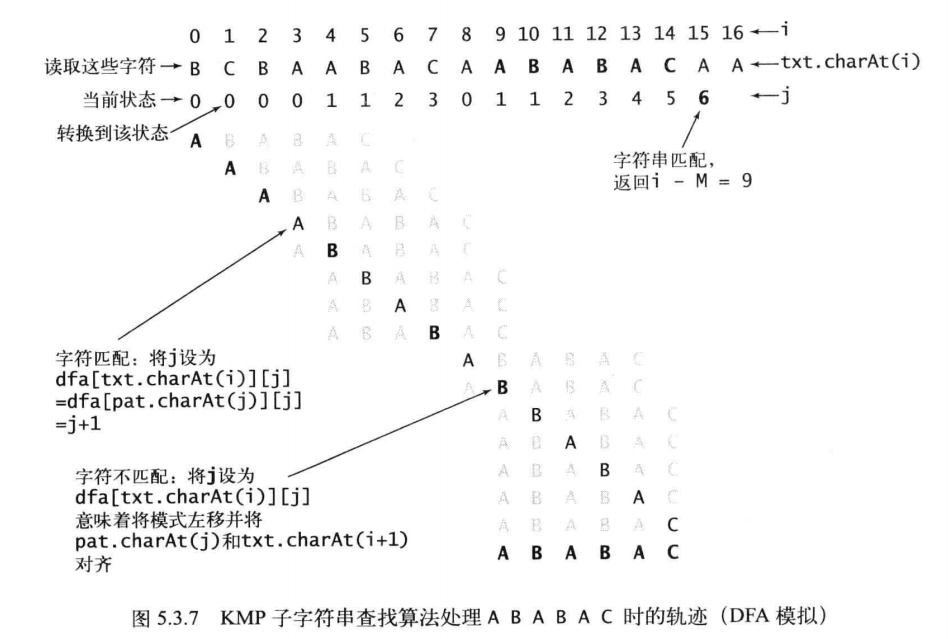 0 1 2 3 4 5 6 7 8 9 10 11 12 13 14 15 16 ←i
读取这些字符→ B C B A A B A C A A B A B A C A A ←txt.charAt(i)
当前状态→ 0 0 0 0 1 1 2 3 0 1 1 2 3 4 5 6 ←j
转换到该状态
A B A B A C
字符串匹配,
返回i - M = 9
A B A B A C
A B A B A C
A B A B A C
A B A B A C
A B A B A C
A B A B A C
A B A B A C
字符匹配：将j设为
dfa[txt.charAt(i)][j]
=dfa[pat.charAt(j)][j]
=j+1
A B A B A C
A B A B A C
A B A B A C
A B A B A C
A B A B A C
A B A B A C
A B A B A C
A B A B A C
字符不匹配：将j设为
dfa[txt.charAt(i)][j]
意味着将模式左移并将
pat.charAt(j)和txt.charAt(i+1)
对齐
图 5.3.7 KMP 子字符串查找算法处理 A B A B A C 时的轨迹（DFA 模拟）